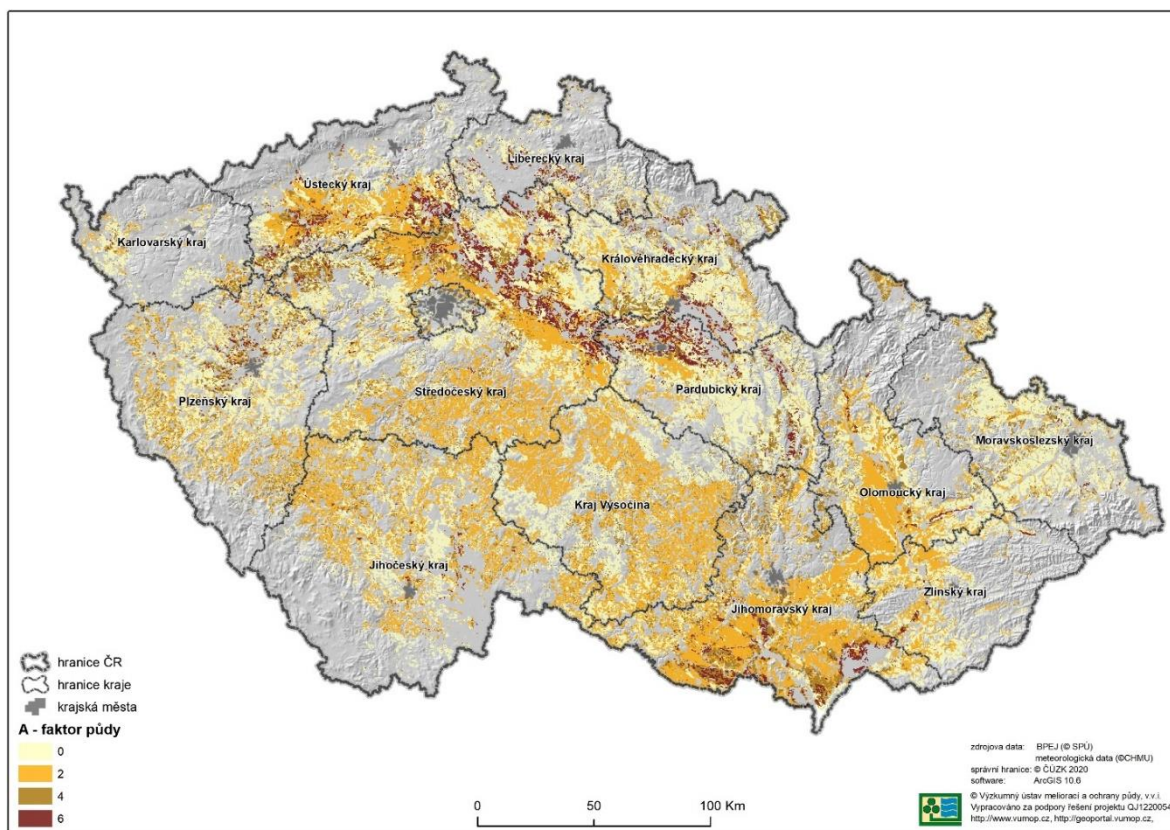 Liberecký kraj
Ústecký kraj
Karlovarský kraj
Královéhradecký kraj
Plzeňský kraj
Středočeský kraj
Pardubický kraj
Moravskoslezský kraj
Olomoucký kraj
Kraj Vysočina
Jihočeský kraj
Zlínský kraj
Jihomoravský kraj
hranice ČR
hranice kraje
krajská města
A - faktor půdy
0
2
4
6
0 50 100 Km
zdrojova data: BPEJ (© SPÚ)
meteorologická data (©CHMU)
správní hranice: © ČÚZK 2020
software: ArcGIS 10.6
© Výzkumný ústav meliorací a ochrany půdy, v.v.i.
Vypracováno za podpory řešení projektu QJ1220054
http://www.vumop.cz, http://geoportal.vumop.cz,